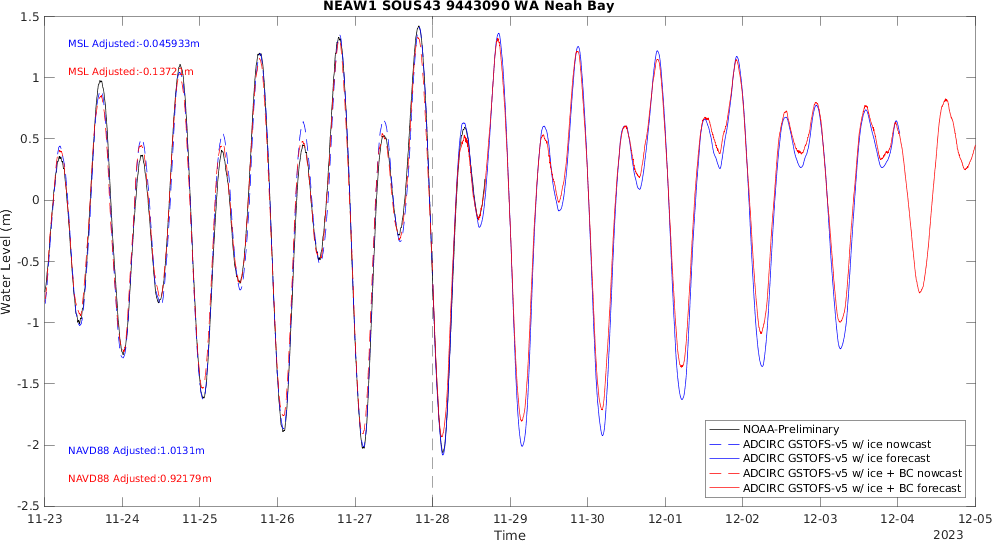 NEAW1 SOUS43 9443090 WA Neah Bay
1.5
1
0.5
0
-0.5
-1
-1.5
-2
-2.5
Water Level (m)
MSL Adjusted:-0.045933m
NAVD88 Adjusted:1.0131m
NAVD88 Adjusted:0.92179m
NOAA-Preliminary
ADCIRC GSTOFS-v5 w/ ice nowcast
ADCIRC GSTOFS-v5 w/ ice forecast
ADCIRC GSTOFS-v5 w/ ice + BC nowcast
ADCIRC GSTOFS-v5 w/ ice + BC forecast
11-23 11-24 11-25 11-26 11-27 11-28 11-29 11-30 12-01 12-02 12-03 12-04 12-05
Time
2023
MSL Adjusted: